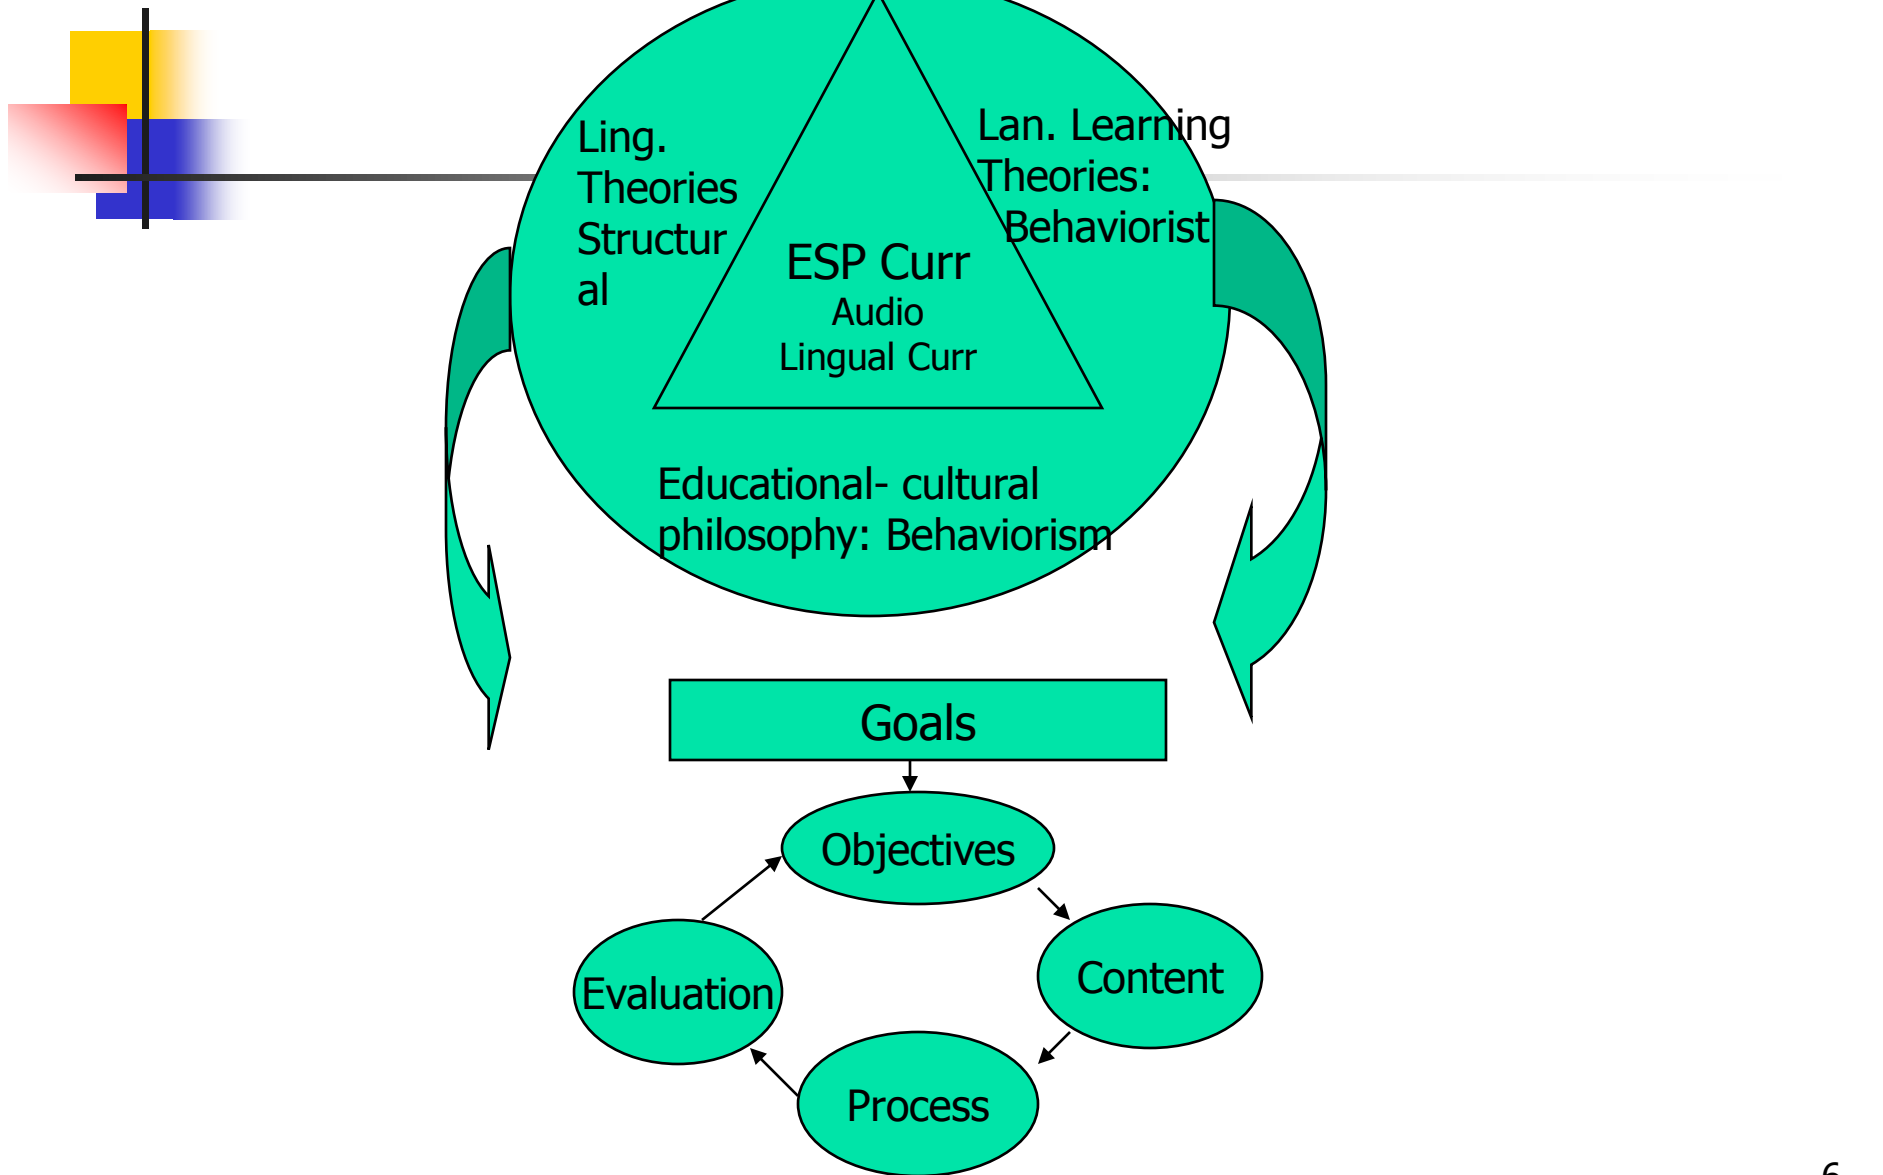 Ling.
Theories
Structur
al
Lan. Learning
Theories:
Behaviorist
ESP Curr
Audio
Lingual Curr
Educational- cultural
philosophy: Behaviorism
Goals
Objectives
Content
Evaluation
Process
6